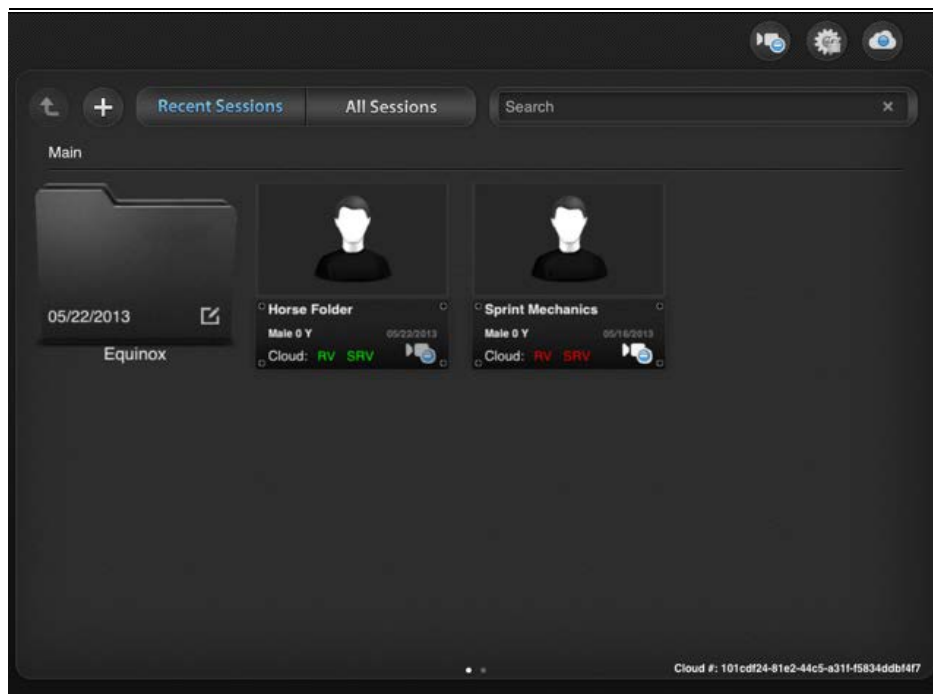 Recent Sessions All Sessions Search
Main
05/22/2013
Equinox
Horse Folder
Male 0 Y 05/22/2013
Cloud: RV SRV
Sprint Mechanics
Male 0 Y 05/16/2013
Cloud: RV SRV
Cloud #: 101cdf24-81e2-44c5-a31f-f5834ddbf4f7